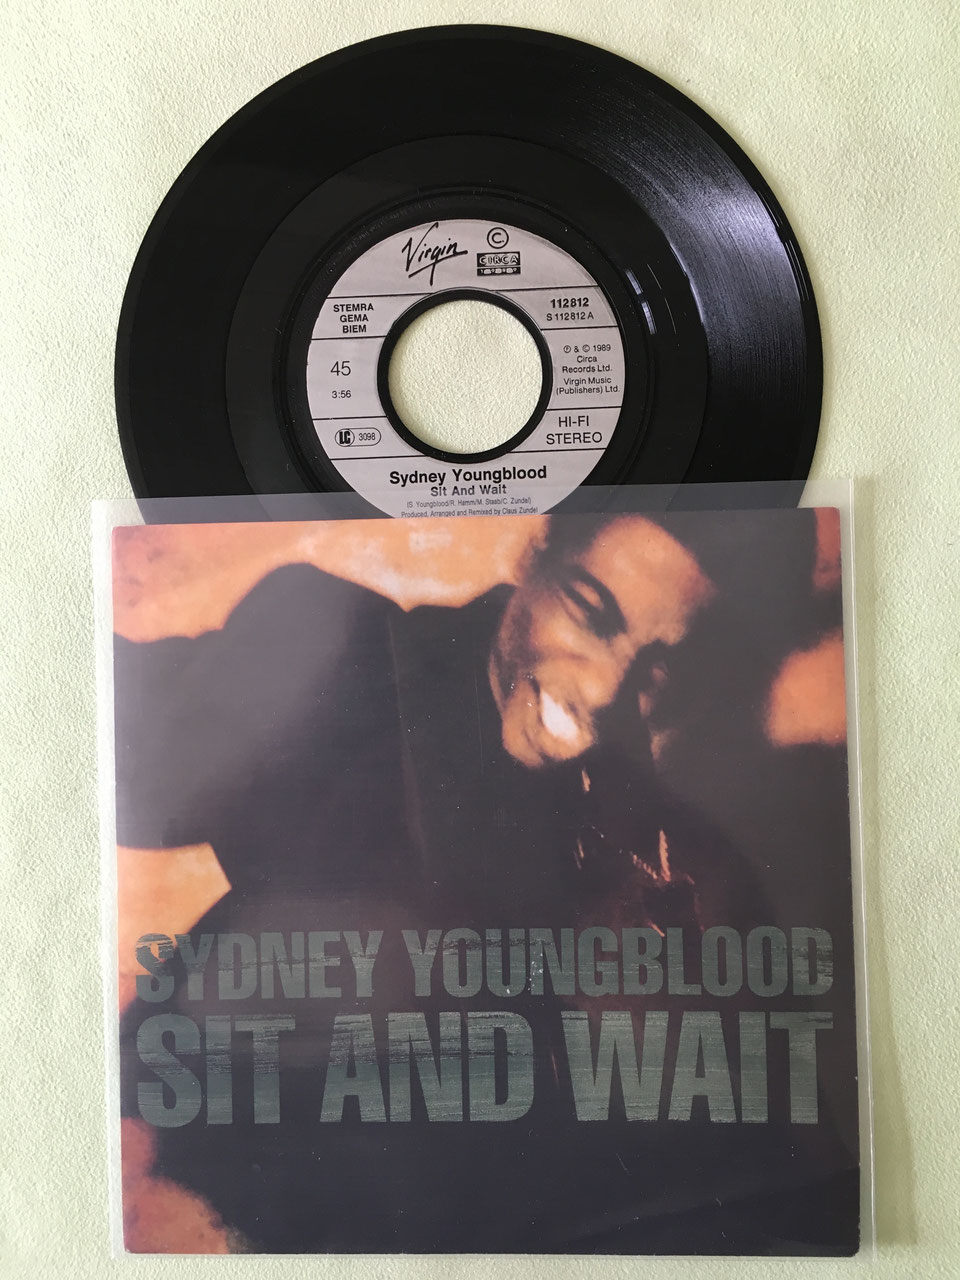 Virgin
C
CIRCA
STEMRA
GEMA
BIEM
112812
S 112812 A
45
3:56
℗ & © 1989
Circa
Records Ltd.
Virgin Music
(Publishers) Ltd.
LC 3098
HI-FI
STEREO
Sydney Youngblood
Sit And Wait
(S. Youngblood/R. Hamm/M. Staab/C. Zundel)
Produced, Arranged and Remixed by Claus Zundel
SYDNEY YOUNGBLOOD
SIT AND WAIT